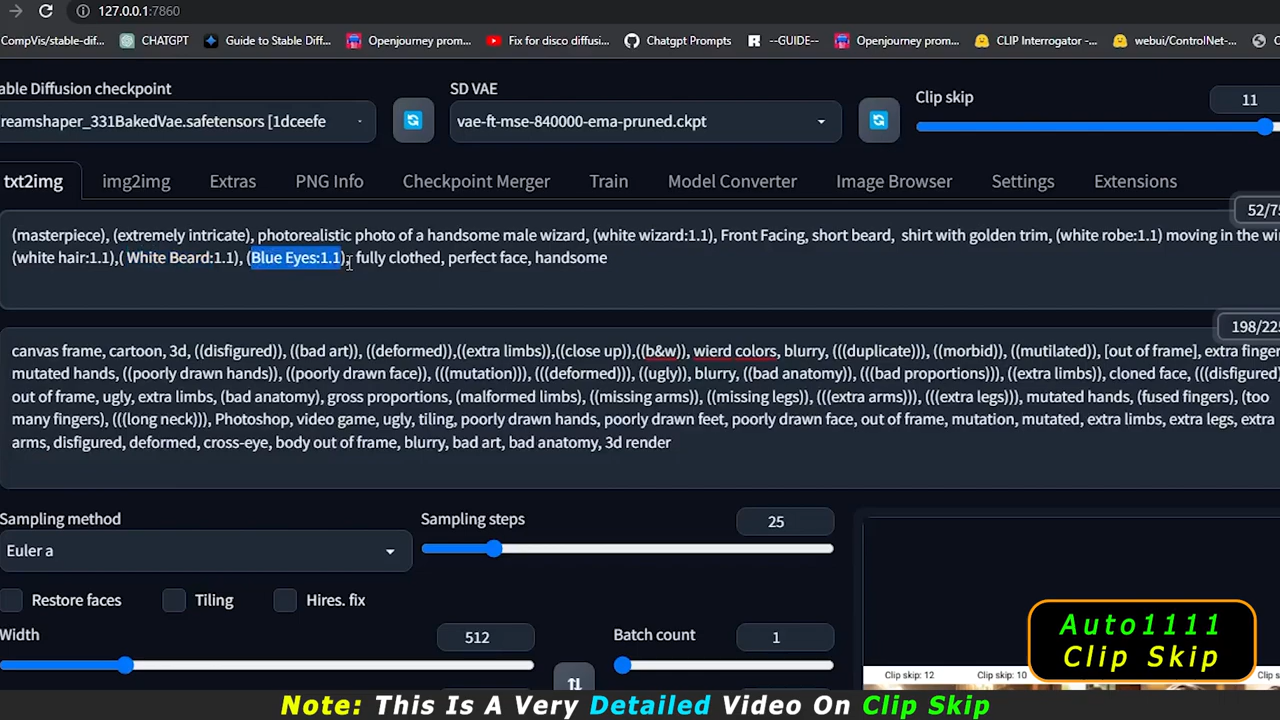 127.0.0.1:7860
CompVis/stable-dif...
CHATGPT
Guide to Stable Diff...
Openjourney prom...
Fix for disco diffusi...
Chatgpt Prompts
--GUIDE--
Openjourney prom...
CLIP Interrogator -...
webui/ControlNet-...
able Diffusion checkpoint
SD VAE
Clip skip
reamshaper_331BakedVae.safetensors [1dceefe
vae-ft-mse-840000-ema-pruned.ckpt
11
txt2img
img2img
Extras
PNG Info
Checkpoint Merger
Train
Model Converter
Image Browser
Settings
Extensions
52/75
(masterpiece), (extremely intricate), photorealistic photo of a handsome male wizard, (white wizard:1.1), Front Facing, short beard, shirt with golden trim, (white robe:1.1) moving in the win
(white hair:1.1),( White Beard:1.1), (Blue Eyes:1.1), fully clothed, perfect face, handsome
198/225
canvas frame, cartoon, 3d, ((disfigured)), ((bad art)), ((deformed)),((extra limbs)),((close up)),((b&w)), wierd colors, blurry, (((duplicate))), ((morbid)), ((mutilated)), [out of frame], extra finger
mutated hands, ((poorly drawn hands)), ((poorly drawn face)), (((mutation))), (((deformed))), ((ugly)), blurry, ((bad anatomy)), (((bad proportions))), ((extra limbs)), cloned face, (((disfigured)
out of frame, ugly, extra limbs, (bad anatomy), gross proportions, (malformed limbs), ((missing arms)), ((missing legs)), (((extra arms))), (((extra legs))), mutated hands, (fused fingers), (too
many fingers), (((long neck))), Photoshop, video game, ugly, tiling, poorly drawn hands, poorly drawn feet, poorly drawn face, out of frame, mutation, mutated, extra limbs, extra legs, extra
arms, disfigured, deformed, cross-eye, body out of frame, blurry, bad art, bad anatomy, 3d render
Sampling method
Sampling steps
25
Euler a
Restore faces
Tiling
Hires. fix
Width
512
Batch count
1
Auto1111
Clip Skip
Clip skip: 12
Clip skip: 10
Clip s
Note: This Is A Very Detailed Video On Clip Skip